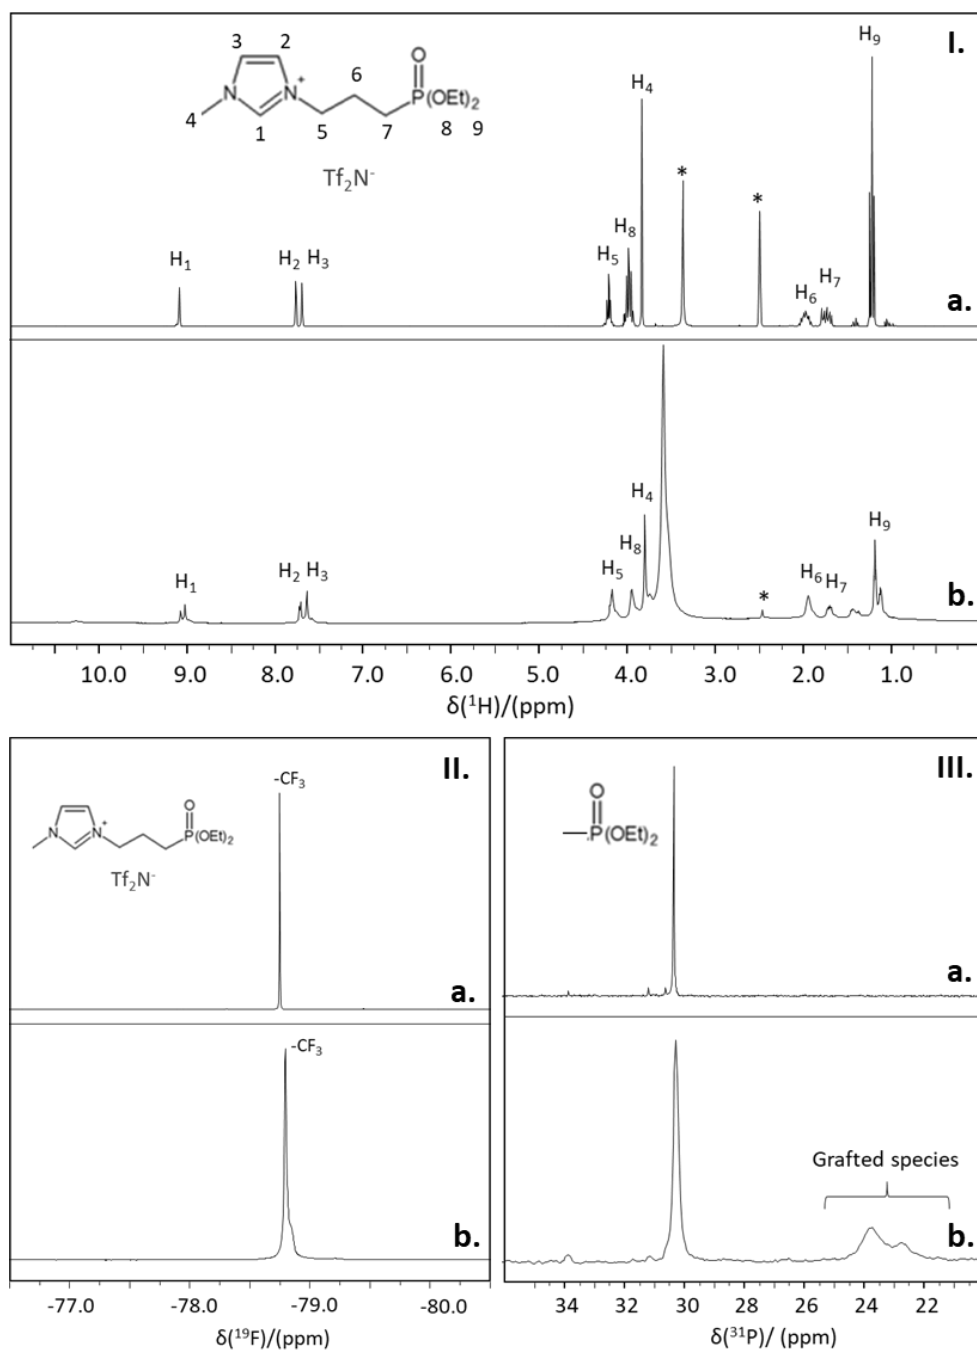 I.
3 2
N N +
4 1 5 6 7
O
P(OEt)₂
8 9
Tf₂N⁻
H₁ H₂ H₃ H₅ H₈ H₄ * * H₆ H₇ H₉
a.
H₁ H₂ H₃ H₅ H₈ H₄ * H₆ H₇ H₉
b.
10.0 9.0 8.0 7.0 6.0 5.0 4.0 3.0 2.0 1.0
δ(¹H)/(ppm)
II.
-CF₃
N N +
O
P(OEt)₂
Tf₂N⁻
a.
-CF₃
b.
-77.0 -78.0 -79.0 -80.0
δ(¹⁹F)/(ppm)
III.
O
P(OEt)₂
a.
Grafted species
b.
34 32 30 28 26 24 22
δ(³¹P)/ (ppm)